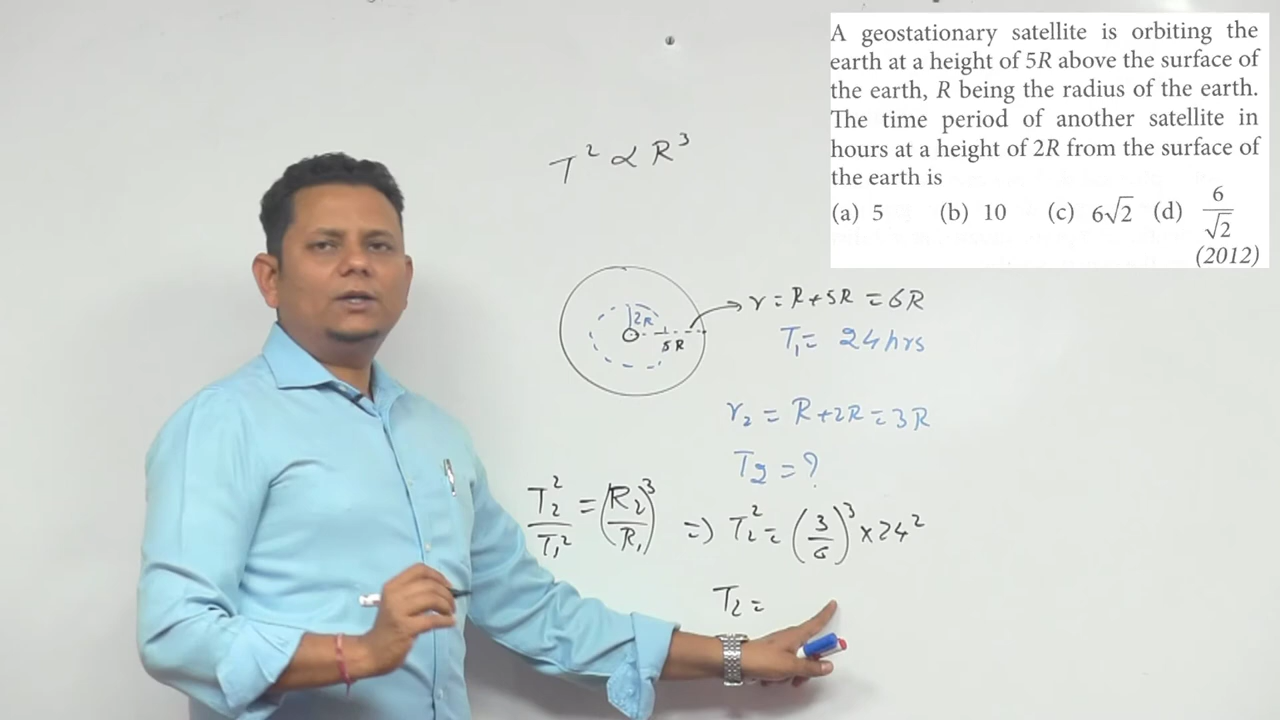 A geostationary satellite is orbiting the
earth at a height of 5R above the surface of
the earth, R being the radius of the earth.
The time period of another satellite in
hours at a height of 2R from the surface of
the earth is
(a) 5 (b) 10 (c) 6√2 (d) 6/√2
(2012)
T² ∝ R³
2R
5R
r = R+5R = 6R
T₁ = 24hrs
r₂ = R+2R = 3R
T₂ = ?
T₂²/T₁² = (R₂/R₁)³ => T₂² = (3/6)³ × 24²
T₂ =